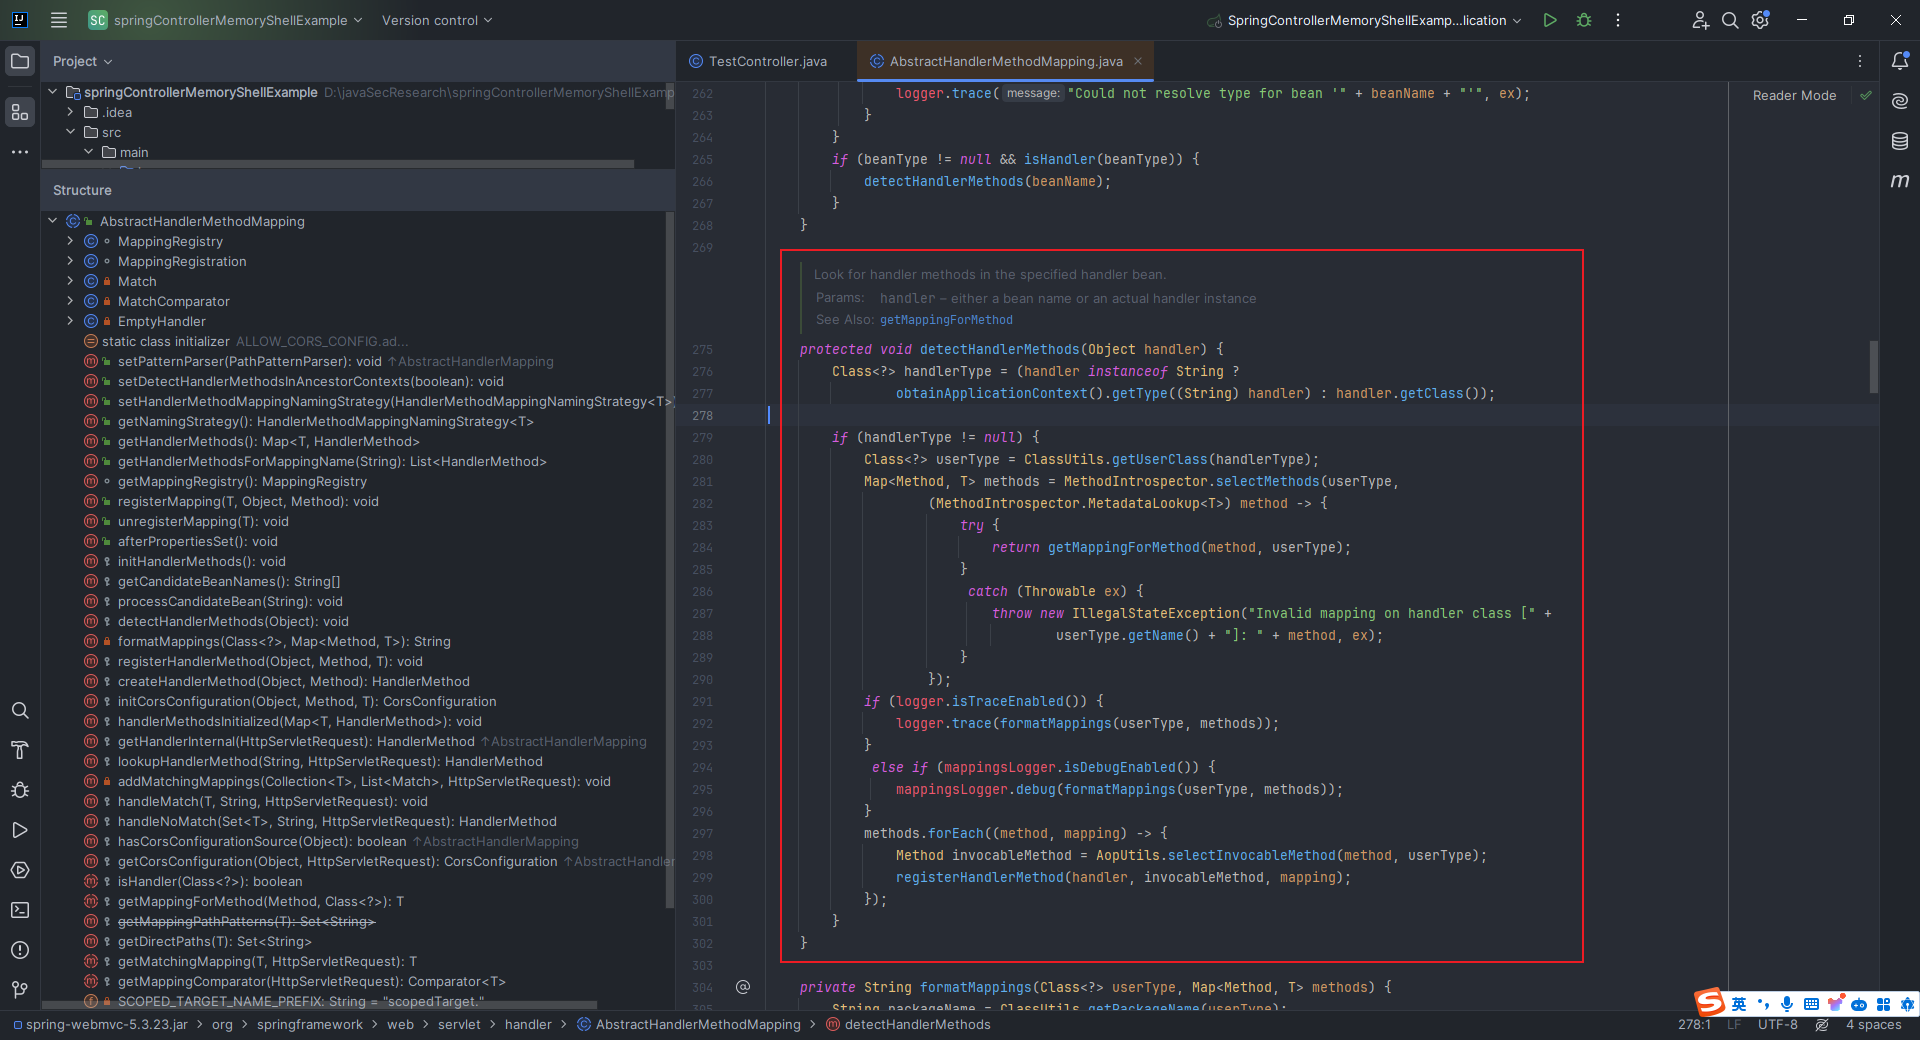 SC springControllerMemoryShellExample Version control SpringControllerMemoryShellExamp...lication
Project
springControllerMemoryShellExample D:\javaSecResearch\springControllerMemoryShellExamp
.idea
src
main
Structure
AbstractHandlerMethodMapping
MappingRegistry
MappingRegistration
Match
MatchComparator
EmptyHandler
static class initializer ALLOW_CORS_CONFIG.ad...
setPatternParser(PathPatternParser): void ↑AbstractHandlerMapping
setDetectHandlerMethodsInAncestorContexts(boolean): void
setHandlerMethodMappingNamingStrategy(HandlerMethodMappingNamingStrategy<T>)
getNamingStrategy(): HandlerMethodMappingNamingStrategy<T>
getHandlerMethods(): Map<T, HandlerMethod>
getHandlerMethodsForMappingName(String): List<HandlerMethod>
getMappingRegistry(): MappingRegistry
registerMapping(T, Object, Method): void
unregisterMapping(T): void
afterPropertiesSet(): void
initHandlerMethods(): void
getCandidateBeanNames(): String[]
processCandidateBean(String): void
detectHandlerMethods(Object): void
formatMappings(Class<?>, Map<Method, T>): String
registerHandlerMethod(Object, Method, T): void
createHandlerMethod(Object, Method): HandlerMethod
initCorsConfiguration(Object, Method, T): CorsConfiguration
handlerMethodsInitialized(Map<T, HandlerMethod>): void
getHandlerInternal(HttpServletRequest): HandlerMethod ↑AbstractHandlerMapping
lookupHandlerMethod(String, HttpServletRequest): HandlerMethod
addMatchingMappings(Collection<T>, List<Match>, HttpServletRequest): void
handleMatch(T, String, HttpServletRequest): void
handleNoMatch(Set<T>, String, HttpServletRequest): HandlerMethod
hasCorsConfigurationSource(Object): boolean ↑AbstractHandlerMapping
getCorsConfiguration(Object, HttpServletRequest): CorsConfiguration ↑AbstractHandler
isHandler(Class<?>): boolean
getMappingForMethod(Method, Class<?>): T
getMappingPathPatterns(T): Set<String>
getDirectPaths(T): Set<String>
getMatchingMapping(T, HttpServletRequest): T
getMappingComparator(HttpServletRequest): Comparator<T>
SCOPED_TARGET_NAME_PREFIX: String = "scopedTarget."
TestController.java AbstractHandlerMethodMapping.java
Reader Mode
262 logger.trace( message: "Could not resolve type for bean '" + beanName + "'", ex);
263 }
264 }
265 if (beanType != null && isHandler(beanType)) {
266 detectHandlerMethods(beanName);
267 }
268 }
269
Look for handler methods in the specified handler bean.
Params: handler – either a bean name or an actual handler instance
See Also: getMappingForMethod
275 protected void detectHandlerMethods(Object handler) {
276 Class<?> handlerType = (handler instanceof String ?
277 obtainApplicationContext().getType((String) handler) : handler.getClass());
278
279 if (handlerType != null) {
280 Class<?> userType = ClassUtils.getUserClass(handlerType);
281 Map<Method, T> methods = MethodIntrospector.selectMethods(userType,
282 (MethodIntrospector.MetadataLookup<T>) method -> {
283 try {
284 return getMappingForMethod(method, userType);
285 }
286 catch (Throwable ex) {
287 throw new IllegalStateException("Invalid mapping on handler class [" +
288 userType.getName() + "]: " + method, ex);
289 }
290 });
291 if (logger.isTraceEnabled()) {
292 logger.trace(formatMappings(userType, methods));
293 }
294 else if (mappingsLogger.isDebugEnabled()) {
295 mappingsLogger.debug(formatMappings(userType, methods));
296 }
297 methods.forEach((method, mapping) -> {
298 Method invocableMethod = AopUtils.selectInvocableMethod(method, userType);
299 registerHandlerMethod(handler, invocableMethod, mapping);
300 });
301 }
302 }
303
304 @ private String formatMappings(Class<?> userType, Map<Method, T> methods) {
305 String packageName = ClassUtils.getPackageName(userType);
spring-webmvc-5.3.23.jar > org > springframework > web > servlet > handler > AbstractHandlerMethodMapping > detectHandlerMethods
278:1 LF UTF-8 4 spaces
英